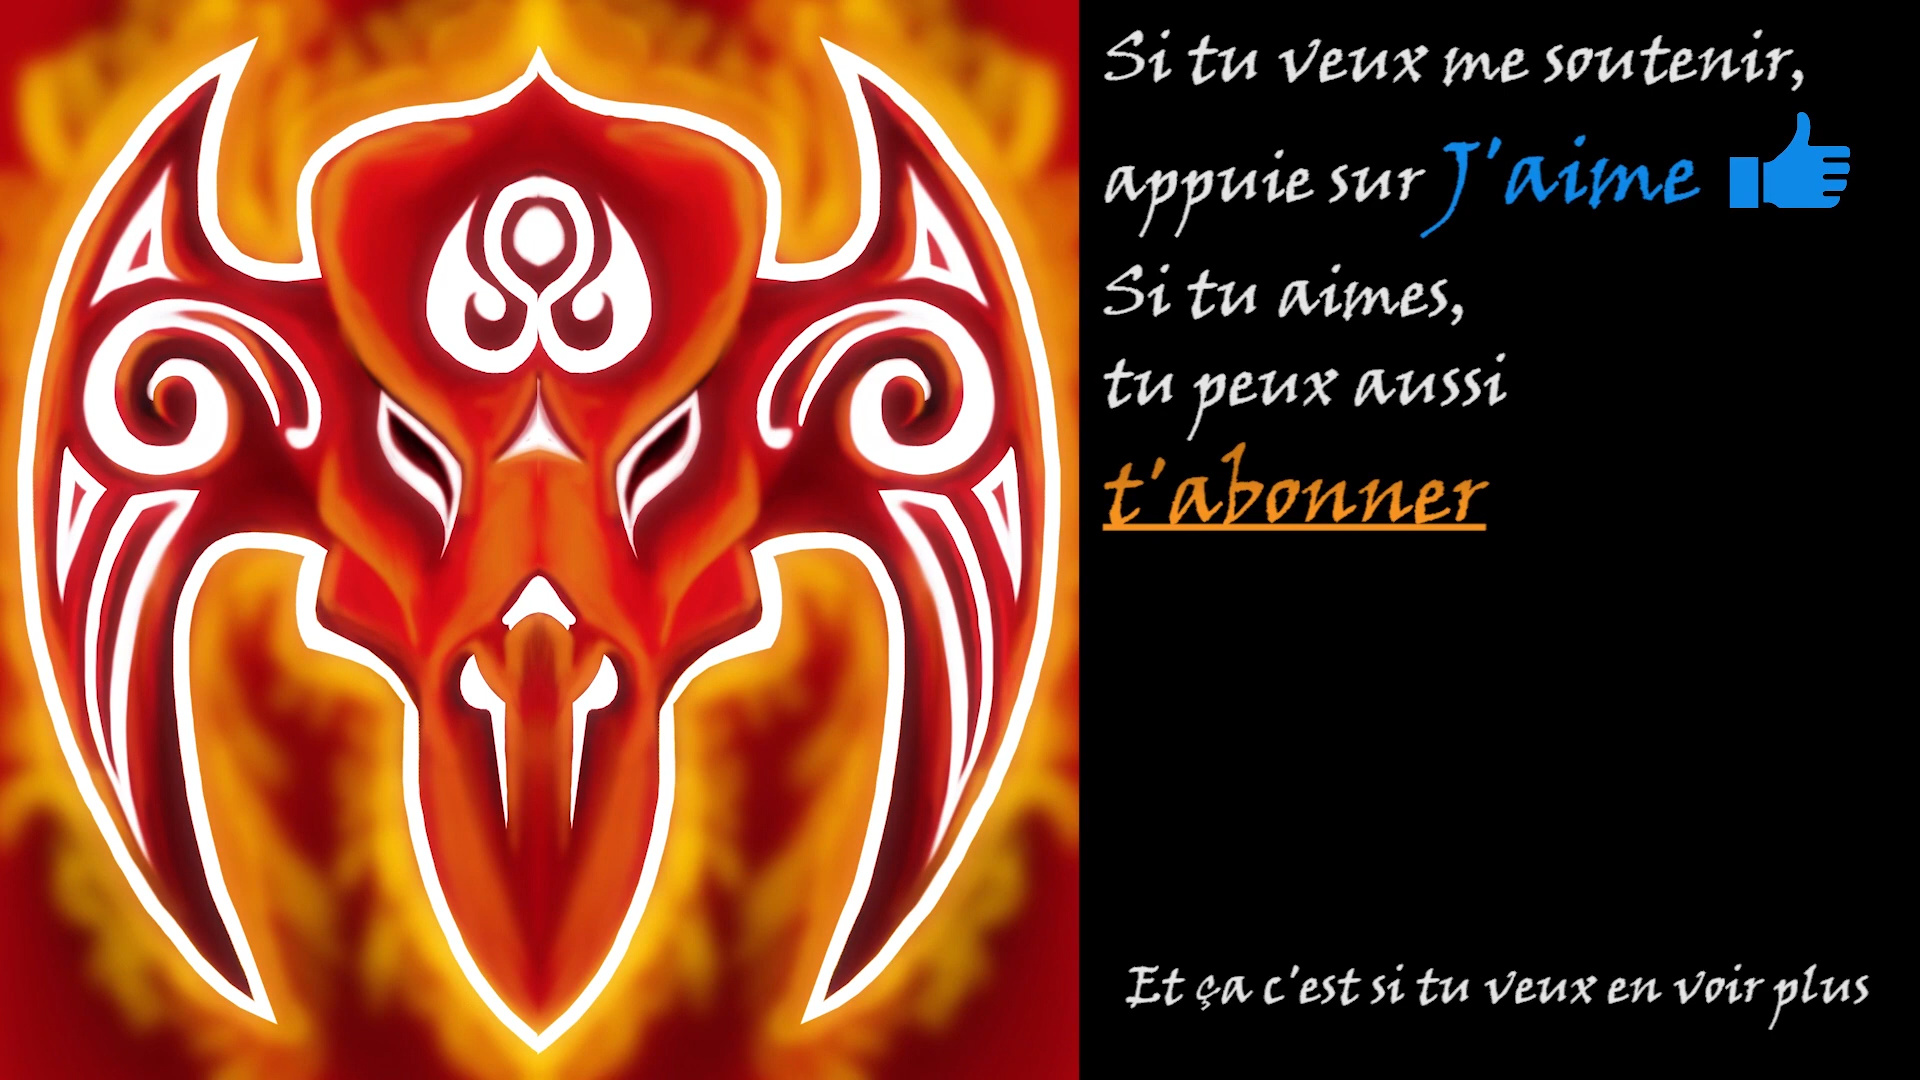 Si tu veux me soutenir,
appuie sur J'aime
Si tu aimes,
tu peux aussi
t'abonner
Et ça c'est si tu veux en voir plus